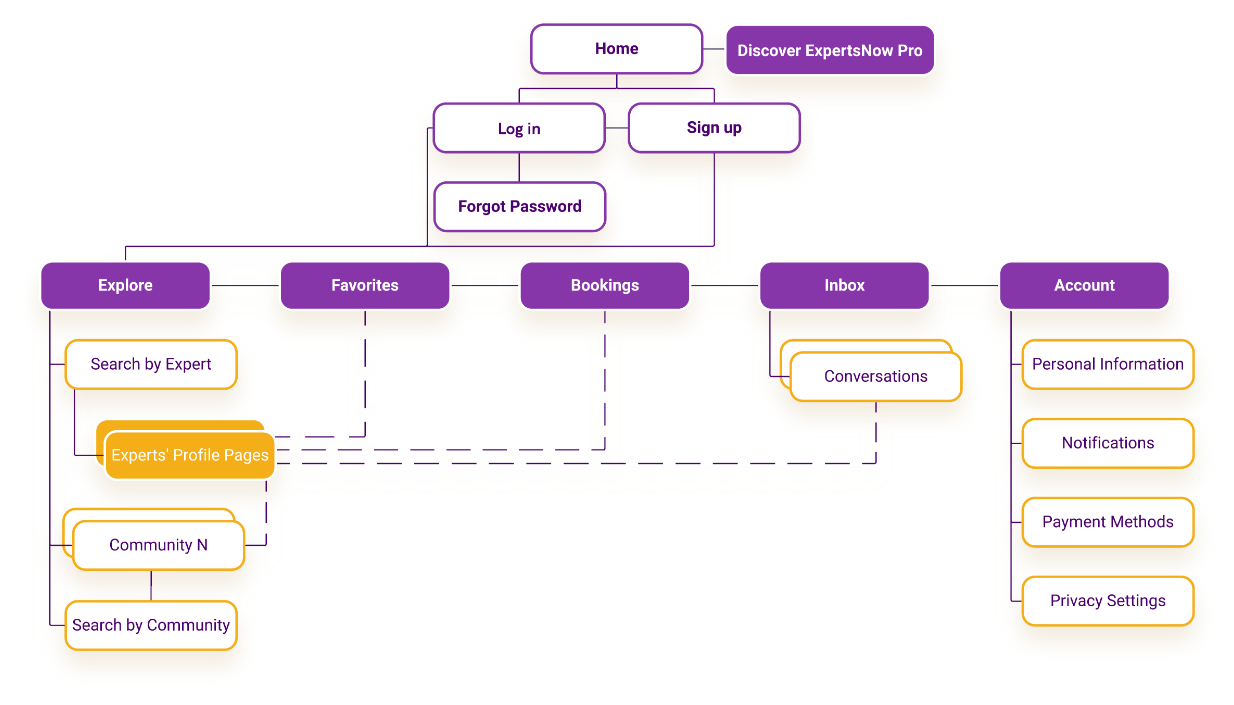 Home
Discover ExpertsNow Pro
Log in
Sign up
Forgot Password
Explore
Favorites
Bookings
Inbox
Account
Search by Expert
Conversations
Personal Information
Notifications
Experts' Profile Pages
Payment Methods
Community N
Privacy Settings
Search by Community